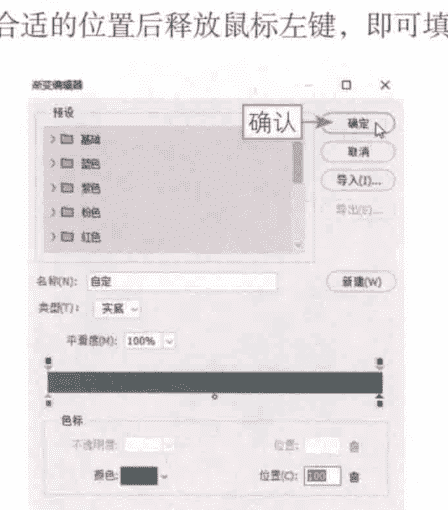 合适的位置后释放鼠标左键，即可填
渐变编辑器
预设
基础
蓝色
紫色
粉色
红色
确认
确定
取消
导入(I)...
导出(E)...
名称(N): 自定
新建(W)
类型(T): 实底
平滑度(M): 100%
色标
不透明度:
位置:
颜色:
位置(C): 100